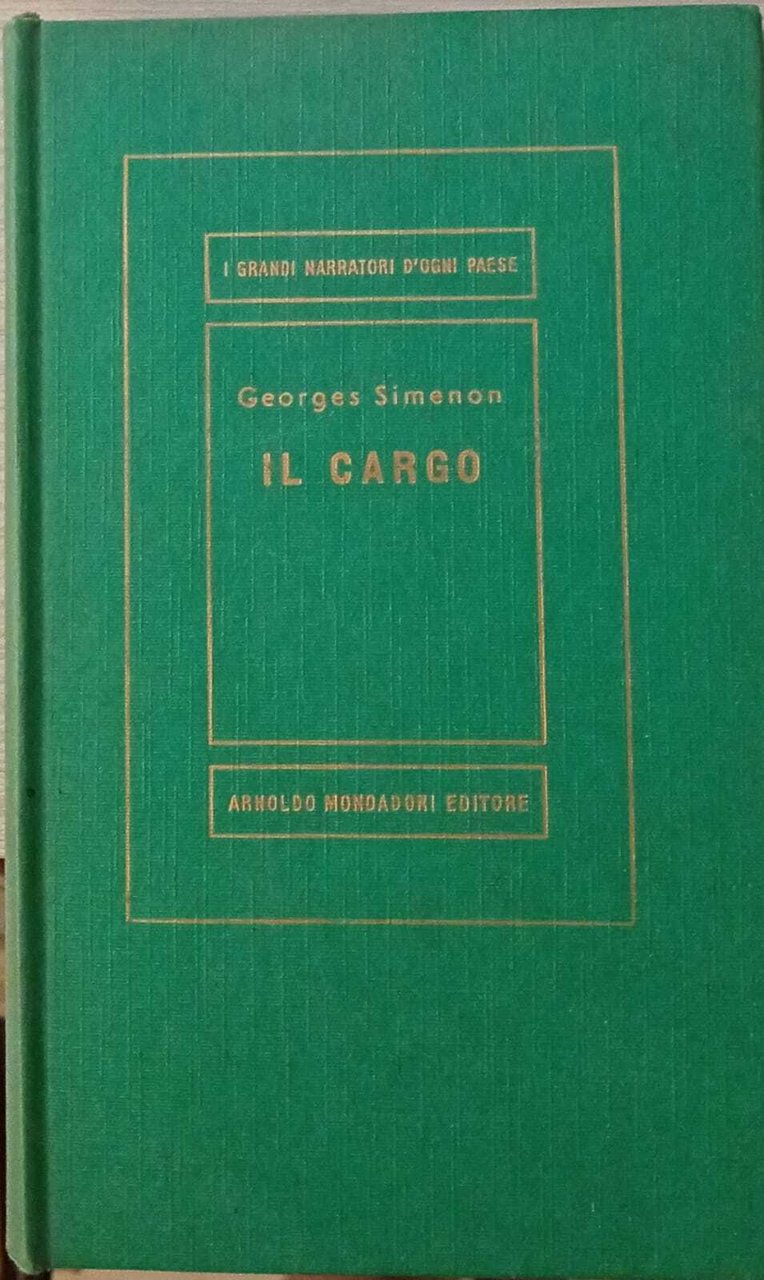 I GRANDI NARRATORI D'OGNI PAESE
Georges Simenon
IL CARGO
ARNOLDO MONDADORI EDITORE